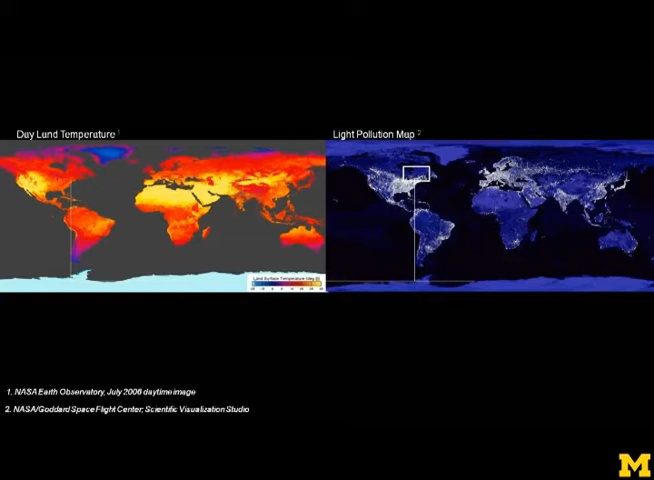 Day Land Temperature 1
Light Pollution Map 2
Land Surface Temperature (deg C)
1. NASA Earth Observatory, July 2006 daytime image
2. NASA/Goddard Space Flight Center; Scientific Visualization Studio
M